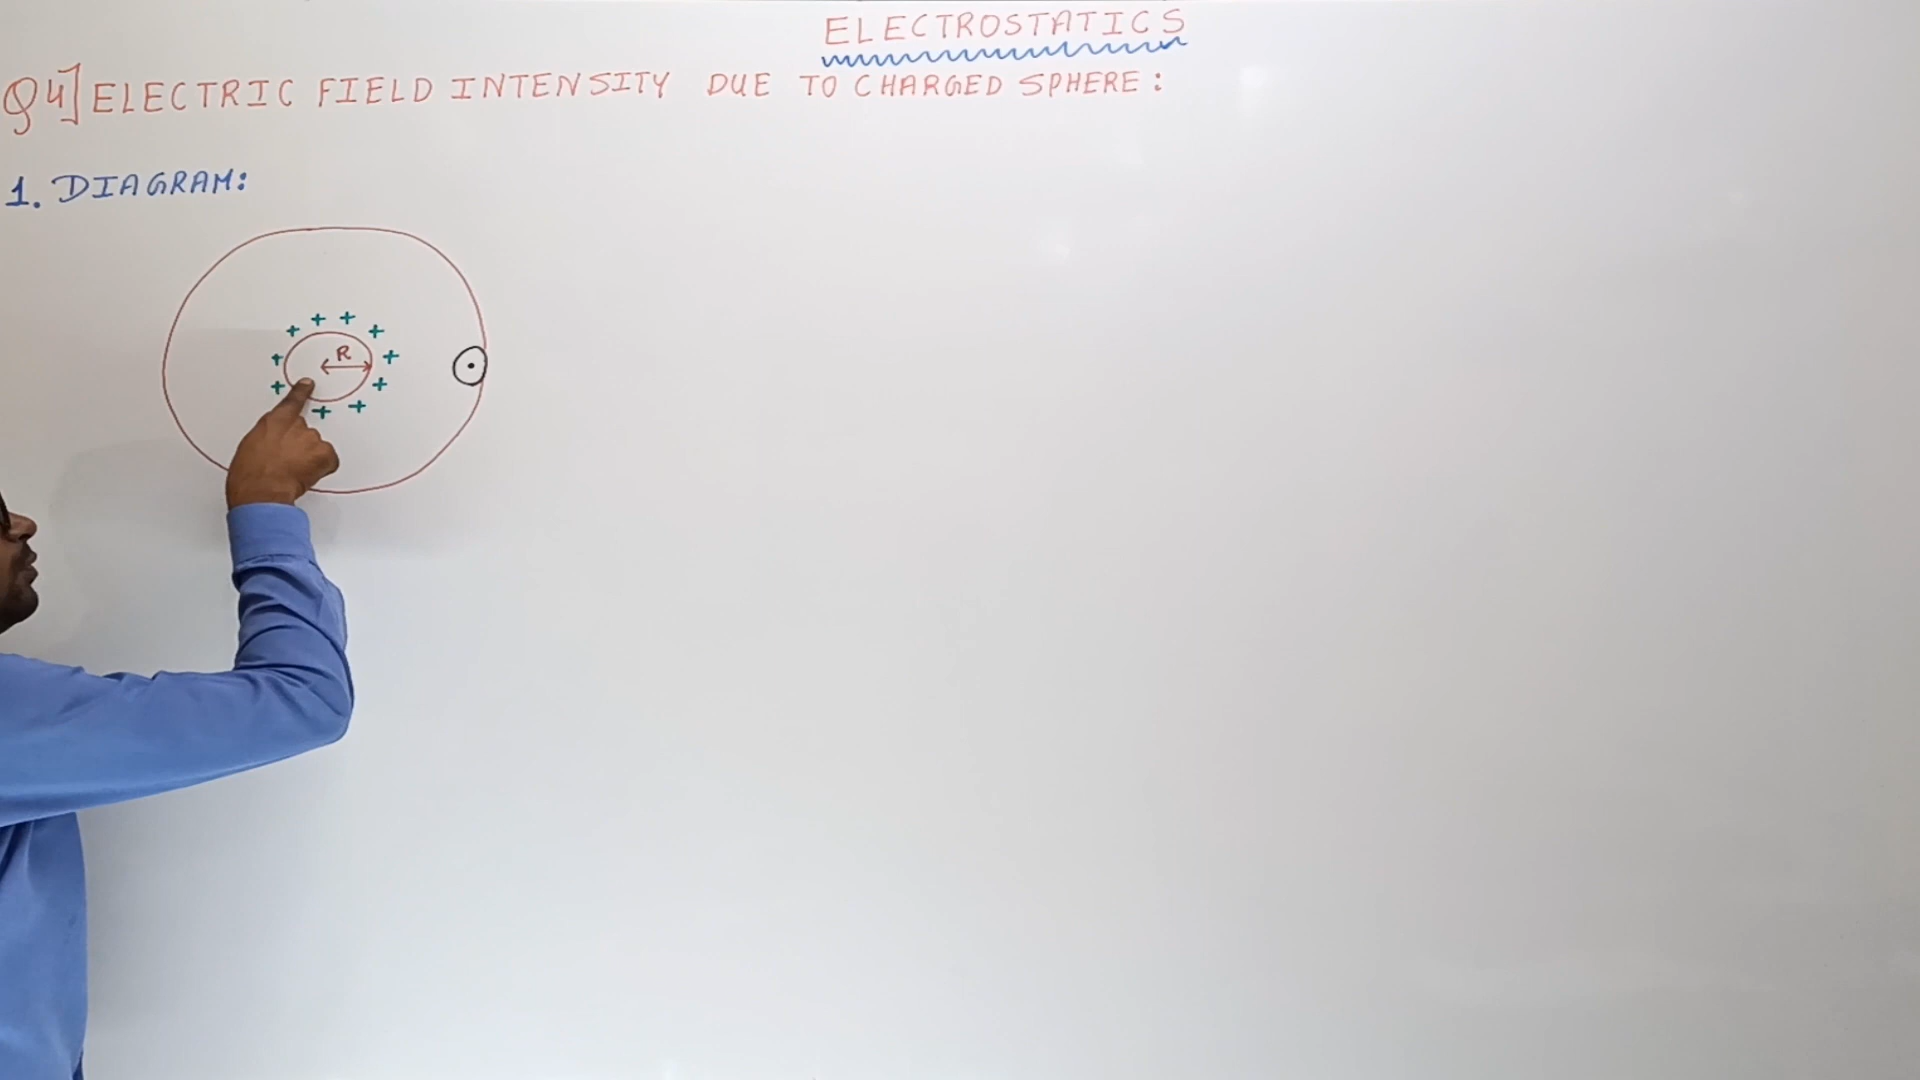 ELECTROSTATICS
Q4] ELECTRIC FIELD INTENSITY DUE TO CHARGED SPHERE:
1. DIAGRAM:
+ + + +
+ R +
+ +
+ +